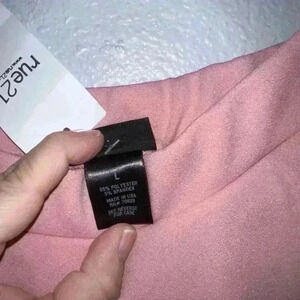 rue21
L
95% POLYESTER
5% SPANDEX
MADE IN USA
SEE REVERSE
FOR CARE